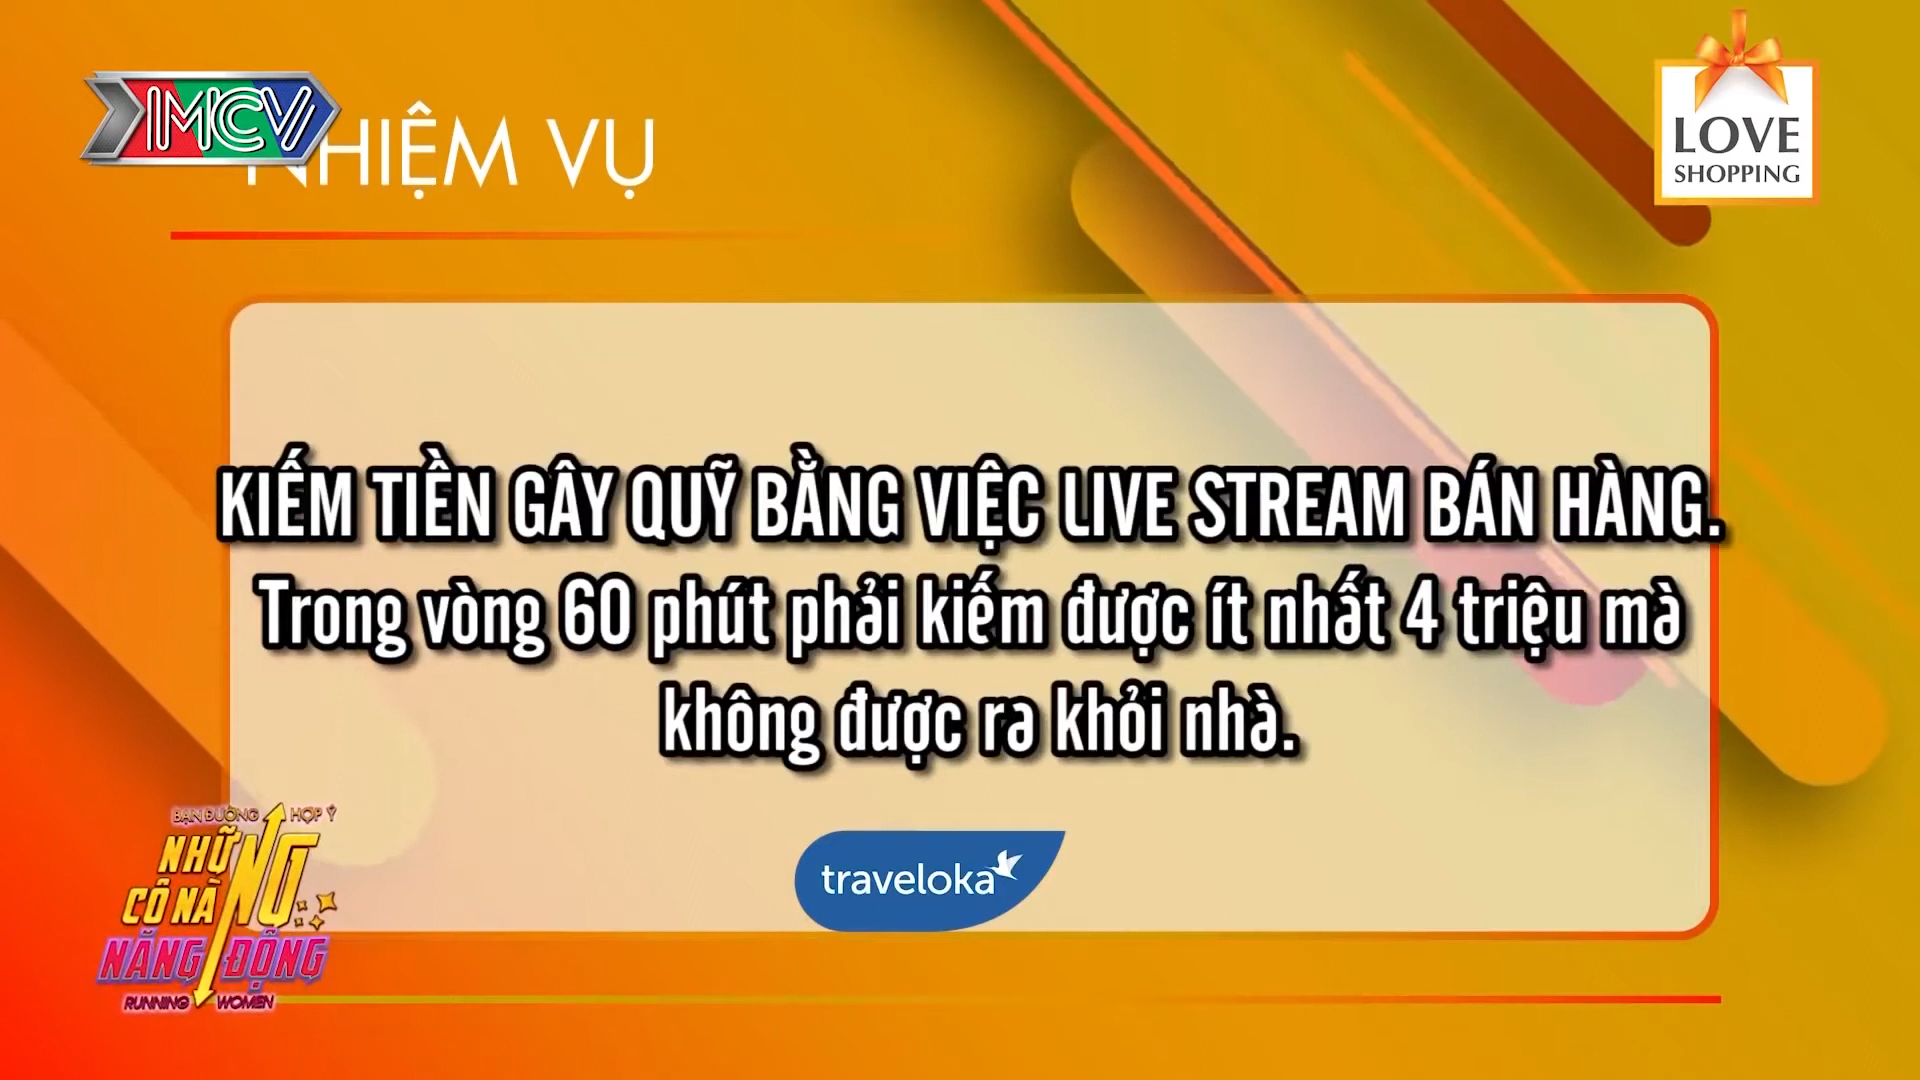 MCV
NHIỆM VỤ
LOVE
SHOPPING
KIẾM TIỀN GÂY QUỸ BẰNG VIỆC LIVE STREAM BÁN HÀNG.
Trong vòng 60 phút phải kiếm được ít nhất 4 triệu mà
không được ra khỏi nhà.
traveloka
BẠN ĐƯỜNG HỢP Ý
NHỮNG
CÔ NÀNG
NĂNG ĐỘNG
RUNNING WOMEN